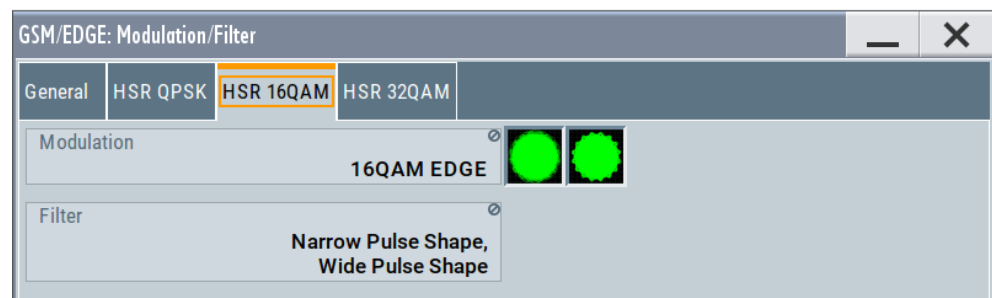 GSM/EDGE: Modulation/Filter
General HSR QPSK HSR 16QAM HSR 32QAM
Modulation
16QAM EDGE
Filter
Narrow Pulse Shape,
Wide Pulse Shape